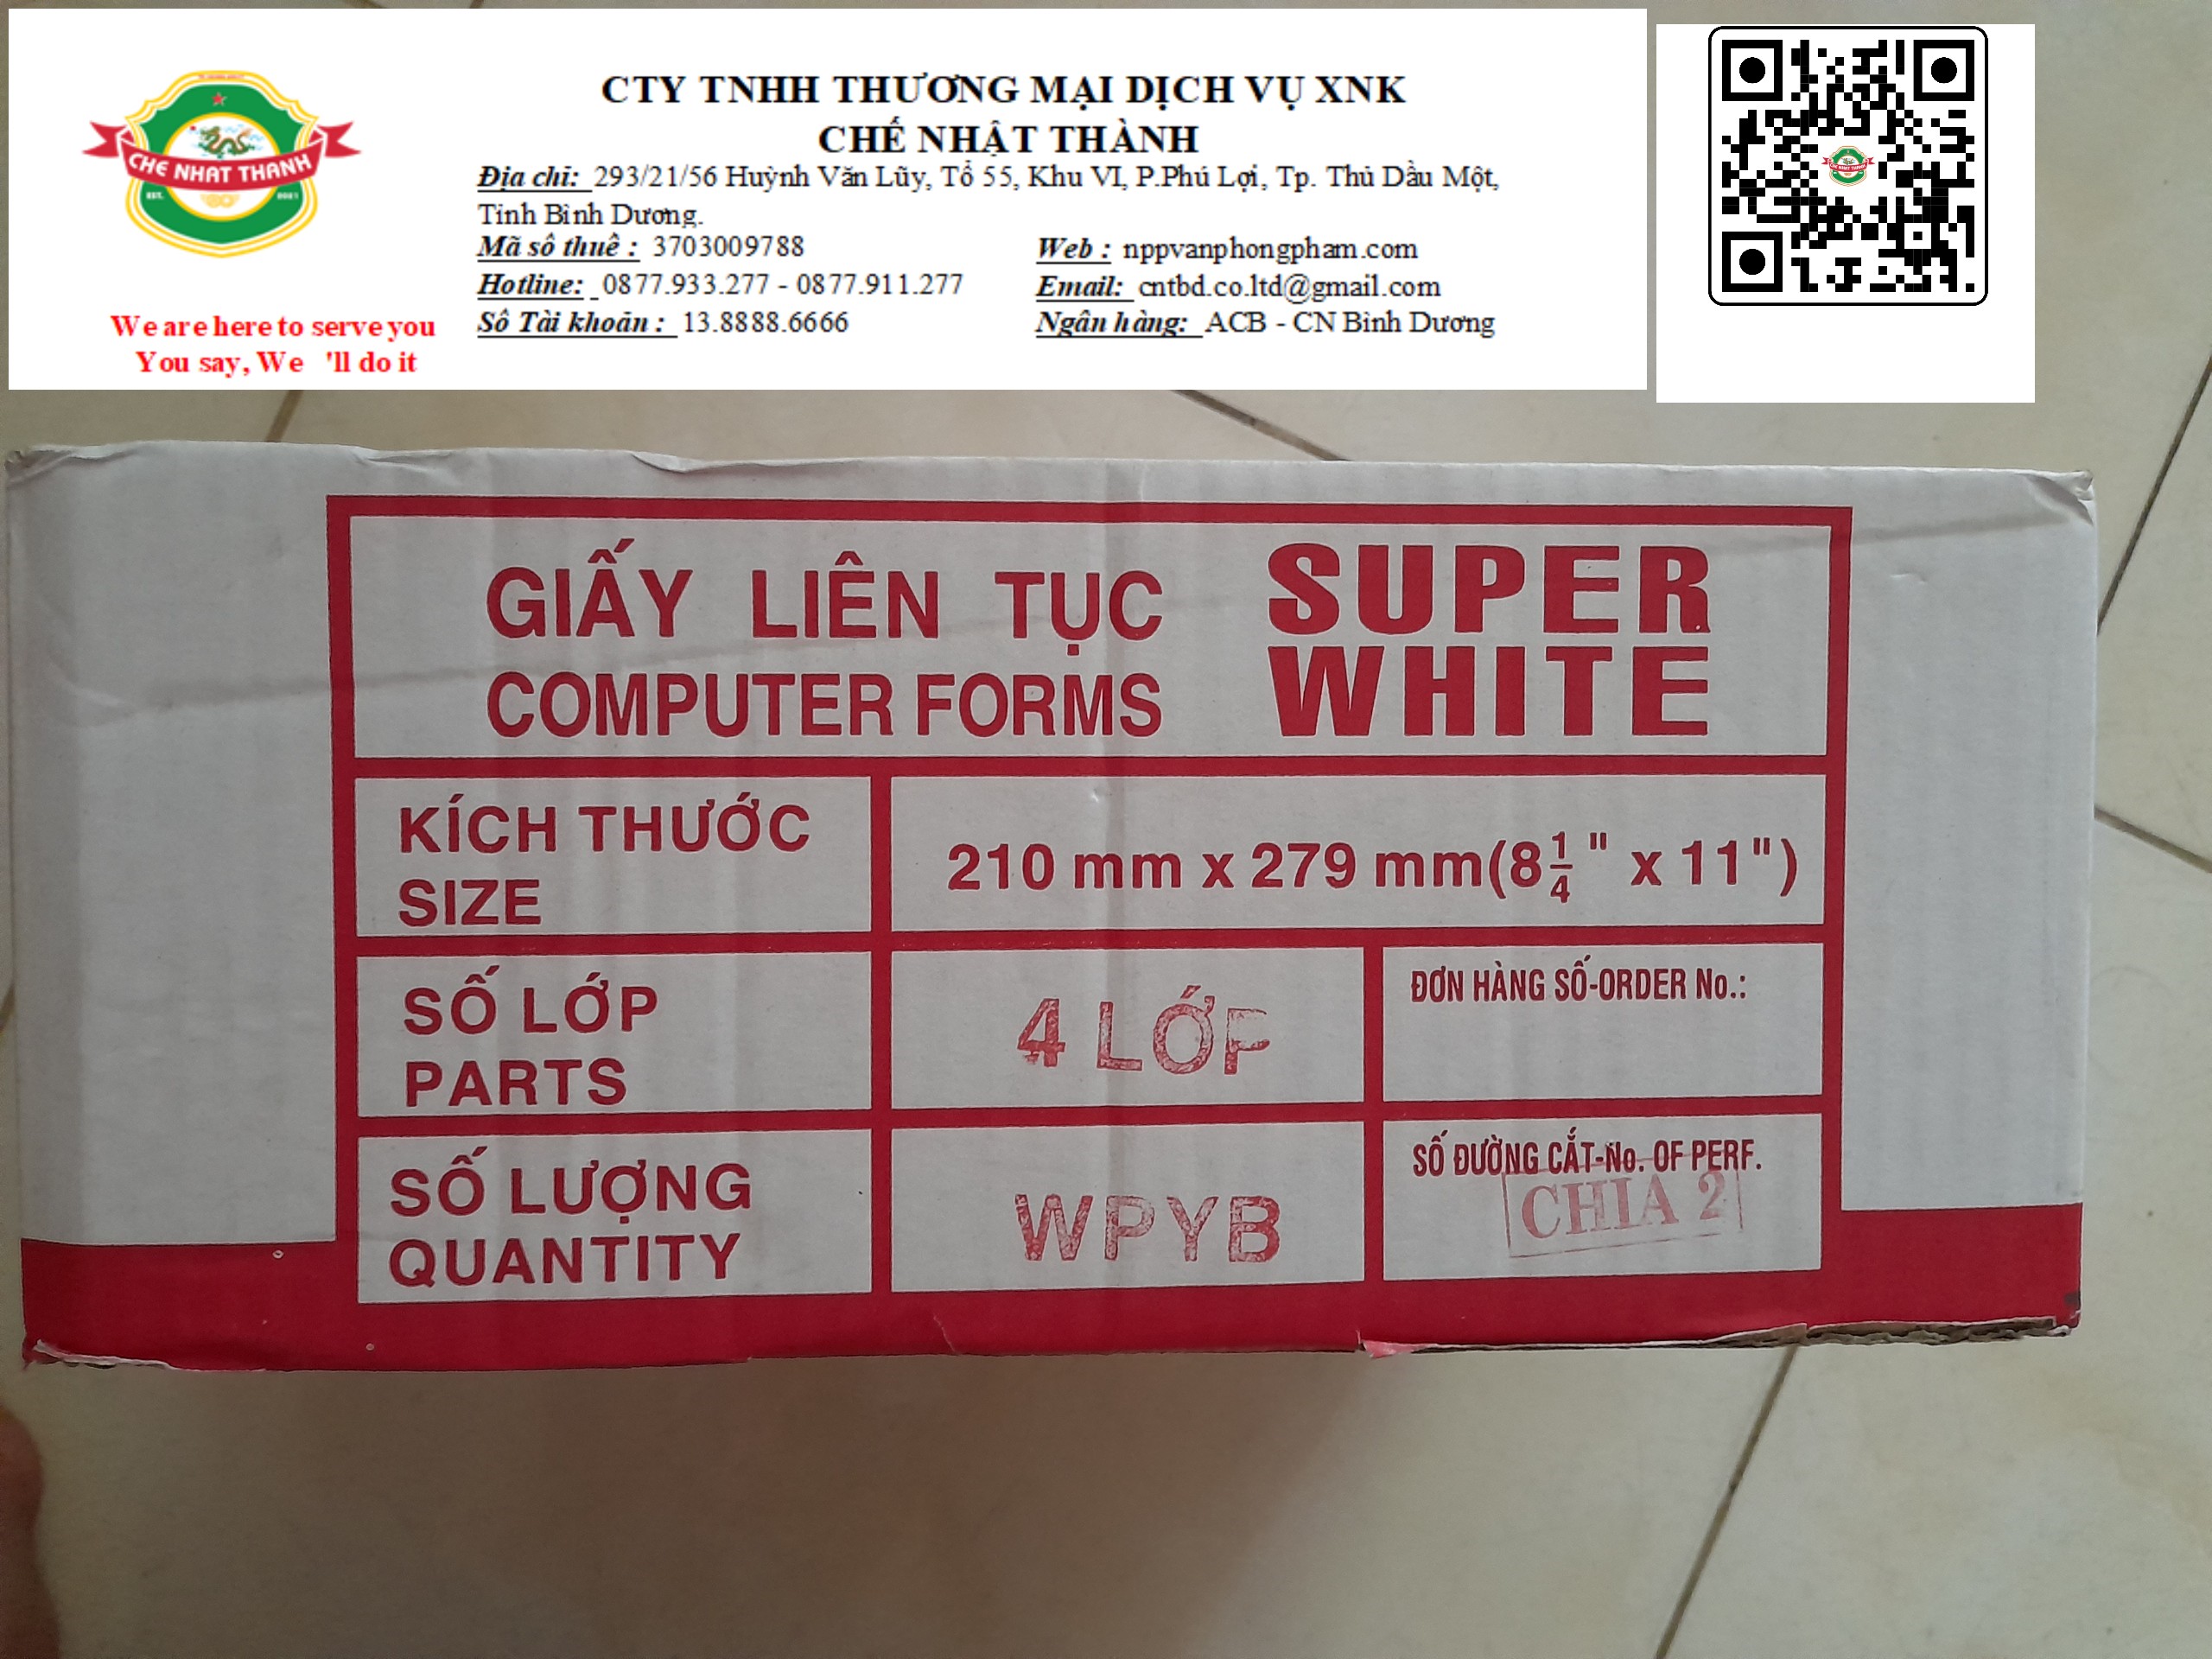 CHE NHAT THANH
EST.
We are here to serve you
You say, We 'll do it
CTY TNHH THƯƠNG MẠI DỊCH VỤ XNK
CHẾ NHẬT THÀNH
Địa chỉ: 293/21/56 Huỳnh Văn Lũy, Tổ 55, Khu VI, P.Phú Lợi, Tp. Thủ Dầu Một,
Tỉnh Bình Dương.
Mã số thuế : 3703009788
Web : nppvanphongpham.com
Hotline: 0877.933.277 - 0877.911.277
Email: cntbd.co.ltd@gmail.com
Số Tài khoản : 13.8888.6666
Ngân hàng: ACB - CN Bình Dương
GIẤY LIÊN TỤC
COMPUTER FORMS
SUPER
WHITE
KÍCH THƯỚC
SIZE
210 mm x 279 mm(8 1/4 " x 11")
SỐ LỚP
PARTS
4 LỚP
ĐƠN HÀNG SỐ-ORDER No.:
SỐ LƯỢNG
QUANTITY
WPYB
SỐ ĐƯỜNG CẮT-No. OF PERF.
CHIA 2